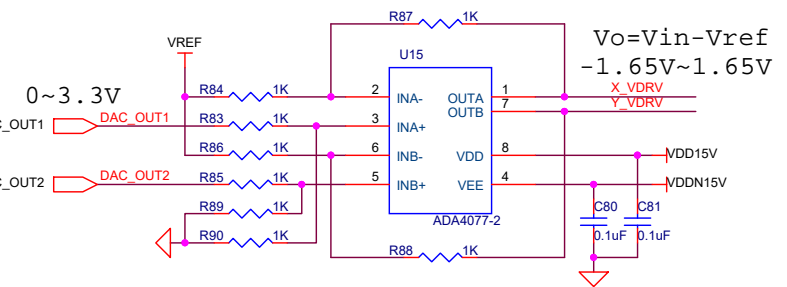 R87 1K
Vo=Vin-Vref
VREF
U15
-1.65V~1.65V
0~3.3V
R84 1K 2 INA- OUTA 1 X_VDRV
7 Y_VDRV
OUTB
C_OUT1 DAC_OUT1 R83 1K 3 INA+
R86 1K 6 INB- VDD 8 VDD15V
C_OUT2 DAC_OUT2 R85 1K 5 INB+ VEE 4 VDDN15V
R89 1K C80 C81
ADA4077-2
R90 1K 0.1uF 0.1uF
R88 1K